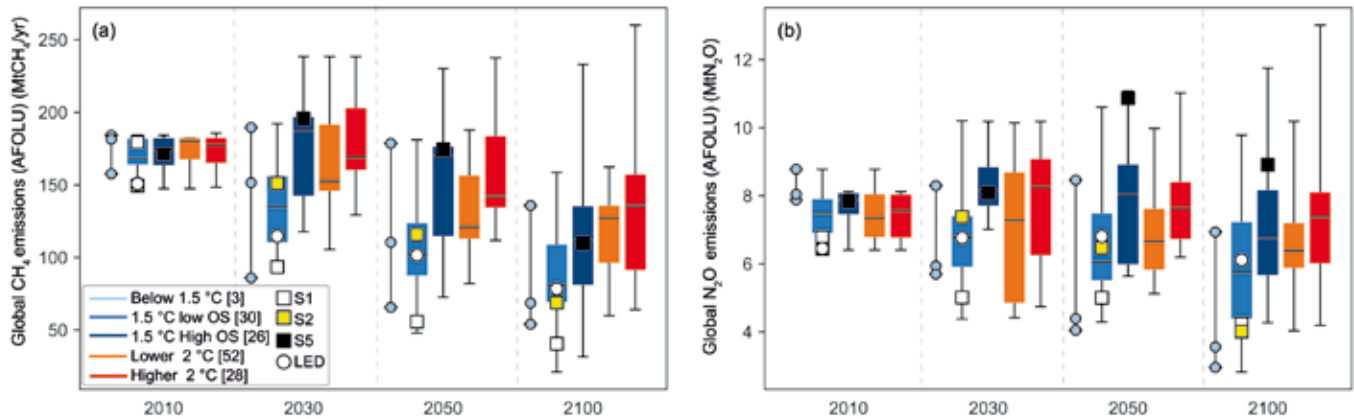 (a)
Global CH₄ emissions (AFOLU) (MtCH₄/yr)
250
200
150
100
50
Below 1.5 °C [3]
1.5 °C low OS [30]
1.5 °C High OS [26]
Lower 2 °C [52]
Higher 2 °C [28]
S1
S2
S5
LED
2010 2030 2050 2100
(b)
Global N₂O emissions (AFOLU) (MtN₂O)
12
10
8
6
4
2010 2030 2050 2100